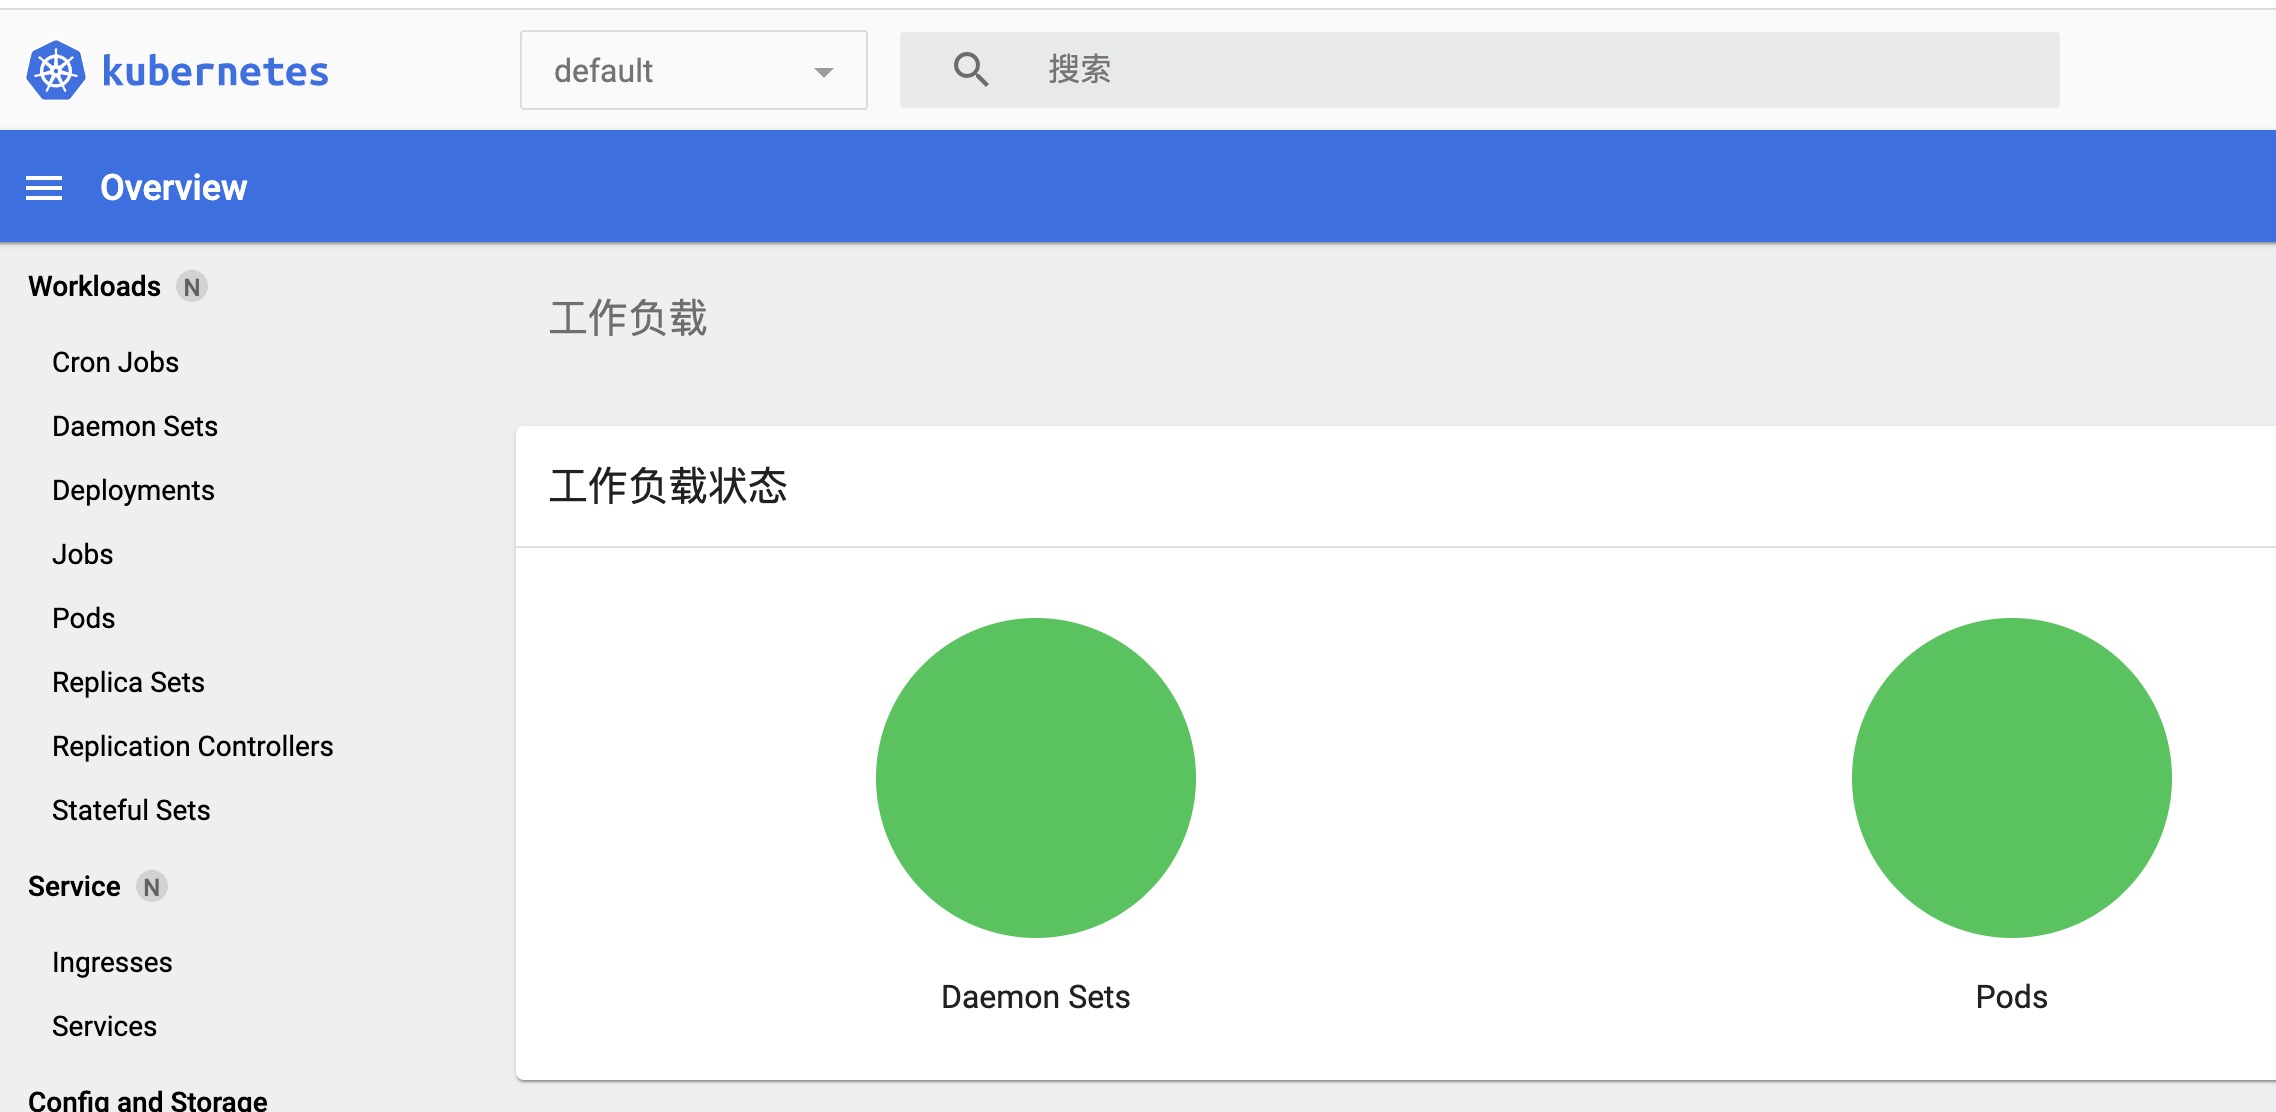 kubernetes
default
搜索
Overview
Workloads N
Cron Jobs
Daemon Sets
Deployments
Jobs
Pods
Replica Sets
Replication Controllers
Stateful Sets
Service N
Ingresses
Services
Config and Storage
工作负载
工作负载状态
Daemon Sets
Pods